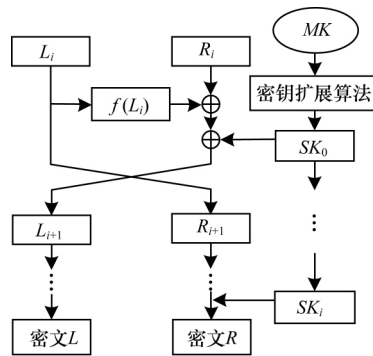 L_i
R_i
MK
f(L_i)
密钥扩展算法
SK_0
L_{i+1}
R_{i+1}
⋮
⋮
⋮
SK_i
密文L
密文R